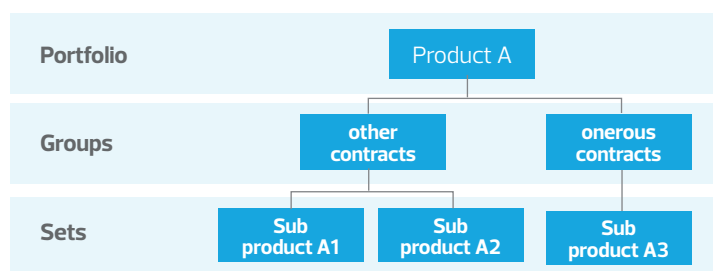 Portfolio
Product A
Groups
other
contracts
onerous
contracts
Sets
Sub
product A1
Sub
product A2
Sub
product A3